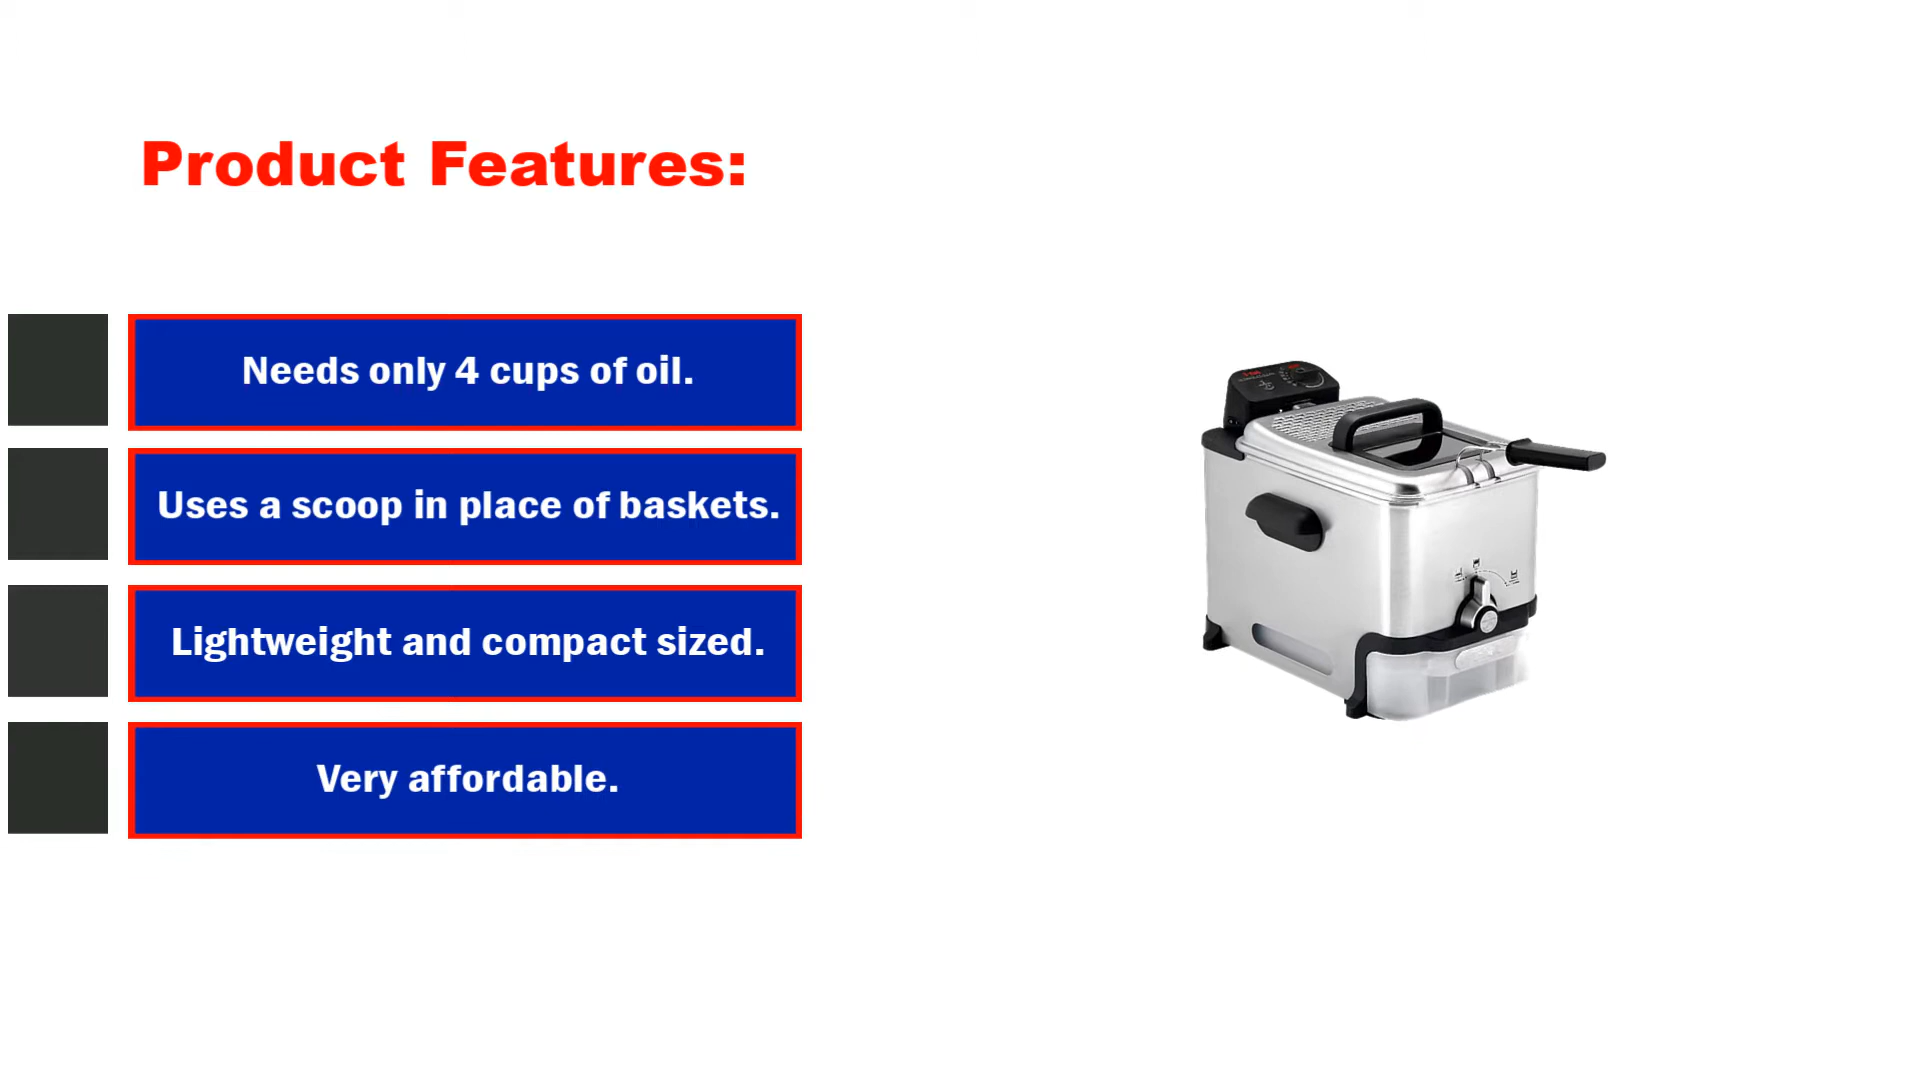 Product Features:
Needs only 4 cups of oil.
Uses a scoop in place of baskets.
Lightweight and compact sized.
Very affordable.